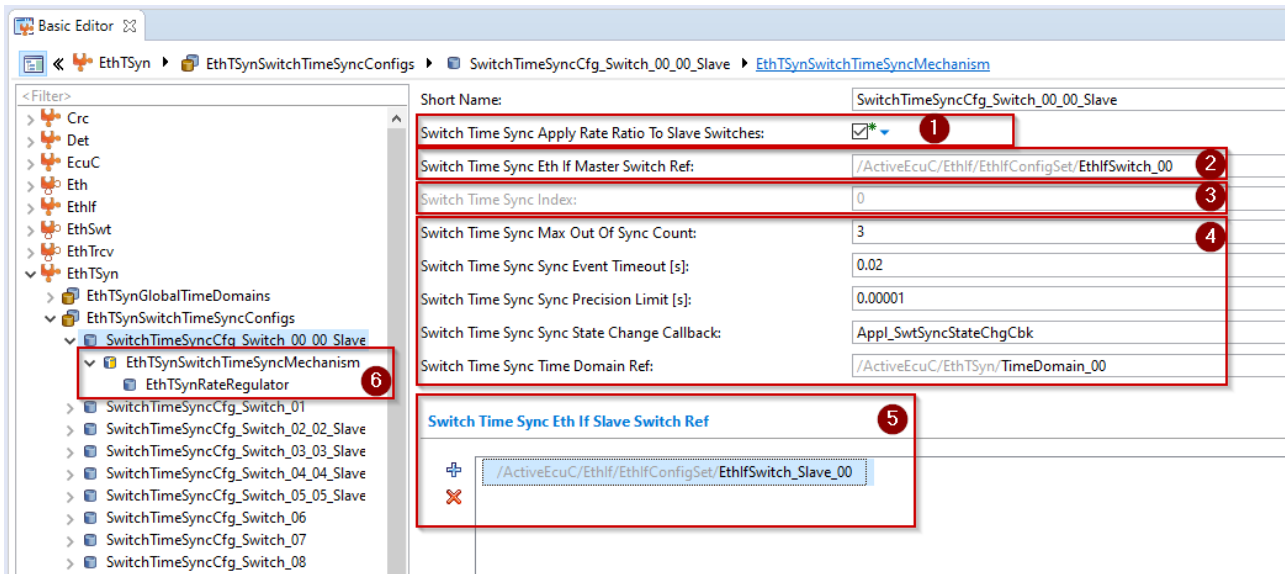 Basic Editor
EthTSyn EthTSynSwitchTimeSyncConfigs SwitchTimeSyncCfg_Switch_00_00_Slave EthTSynSwitchTimeSyncMechanism
<Filter>
Crc
Det
EcuC
Eth
EthIf
EthSwt
EthTrcv
EthTSyn
EthTSynGlobalTimeDomains
EthTSynSwitchTimeSyncConfigs
SwitchTimeSyncCfg_Switch_00_00_Slave
EthTSynSwitchTimeSyncMechanism
EthTSynRateRegulator
6
SwitchTimeSyncCfg_Switch_01
SwitchTimeSyncCfg_Switch_02_02_Slave
SwitchTimeSyncCfg_Switch_03_03_Slave
SwitchTimeSyncCfg_Switch_04_04_Slave
SwitchTimeSyncCfg_Switch_05_05_Slave
SwitchTimeSyncCfg_Switch_06
SwitchTimeSyncCfg_Switch_07
SwitchTimeSyncCfg_Switch_08
Short Name: SwitchTimeSyncCfg_Switch_00_00_Slave
Switch Time Sync Apply Rate Ratio To Slave Switches: 1
Switch Time Sync Eth If Master Switch Ref: /ActiveEcuC/EthIf/EthIfConfigSet/EthIfSwitch_00 2
Switch Time Sync Index: 0 3
Switch Time Sync Max Out Of Sync Count: 3 4
Switch Time Sync Sync Event Timeout [s]: 0.02
Switch Time Sync Sync Precision Limit [s]: 0.00001
Switch Time Sync Sync State Change Callback: Appl_SwtSyncStateChgCbk
Switch Time Sync Sync Time Domain Ref: /ActiveEcuC/EthTSyn/TimeDomain_00
Switch Time Sync Eth If Slave Switch Ref 5
/ActiveEcuC/EthIf/EthIfConfigSet/EthIfSwitch_Slave_00